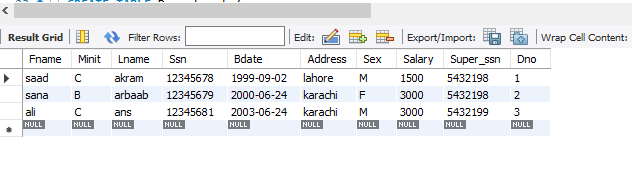 Result Grid Filter Rows: Edit: Export/Import: Wrap Cell Content:
Fname Minit Lname Ssn Bdate Address Sex Salary Super_ssn Dno
saad C akram 12345678 1999-09-02 lahore M 1500 5432198 1
sana B arbaab 12345679 2000-06-24 karachi F 3000 5432198 2
ali C ans 12345681 2003-06-24 karachi M 3000 5432199 3
NULL NULL NULL NULL NULL NULL NULL NULL NULL NULL